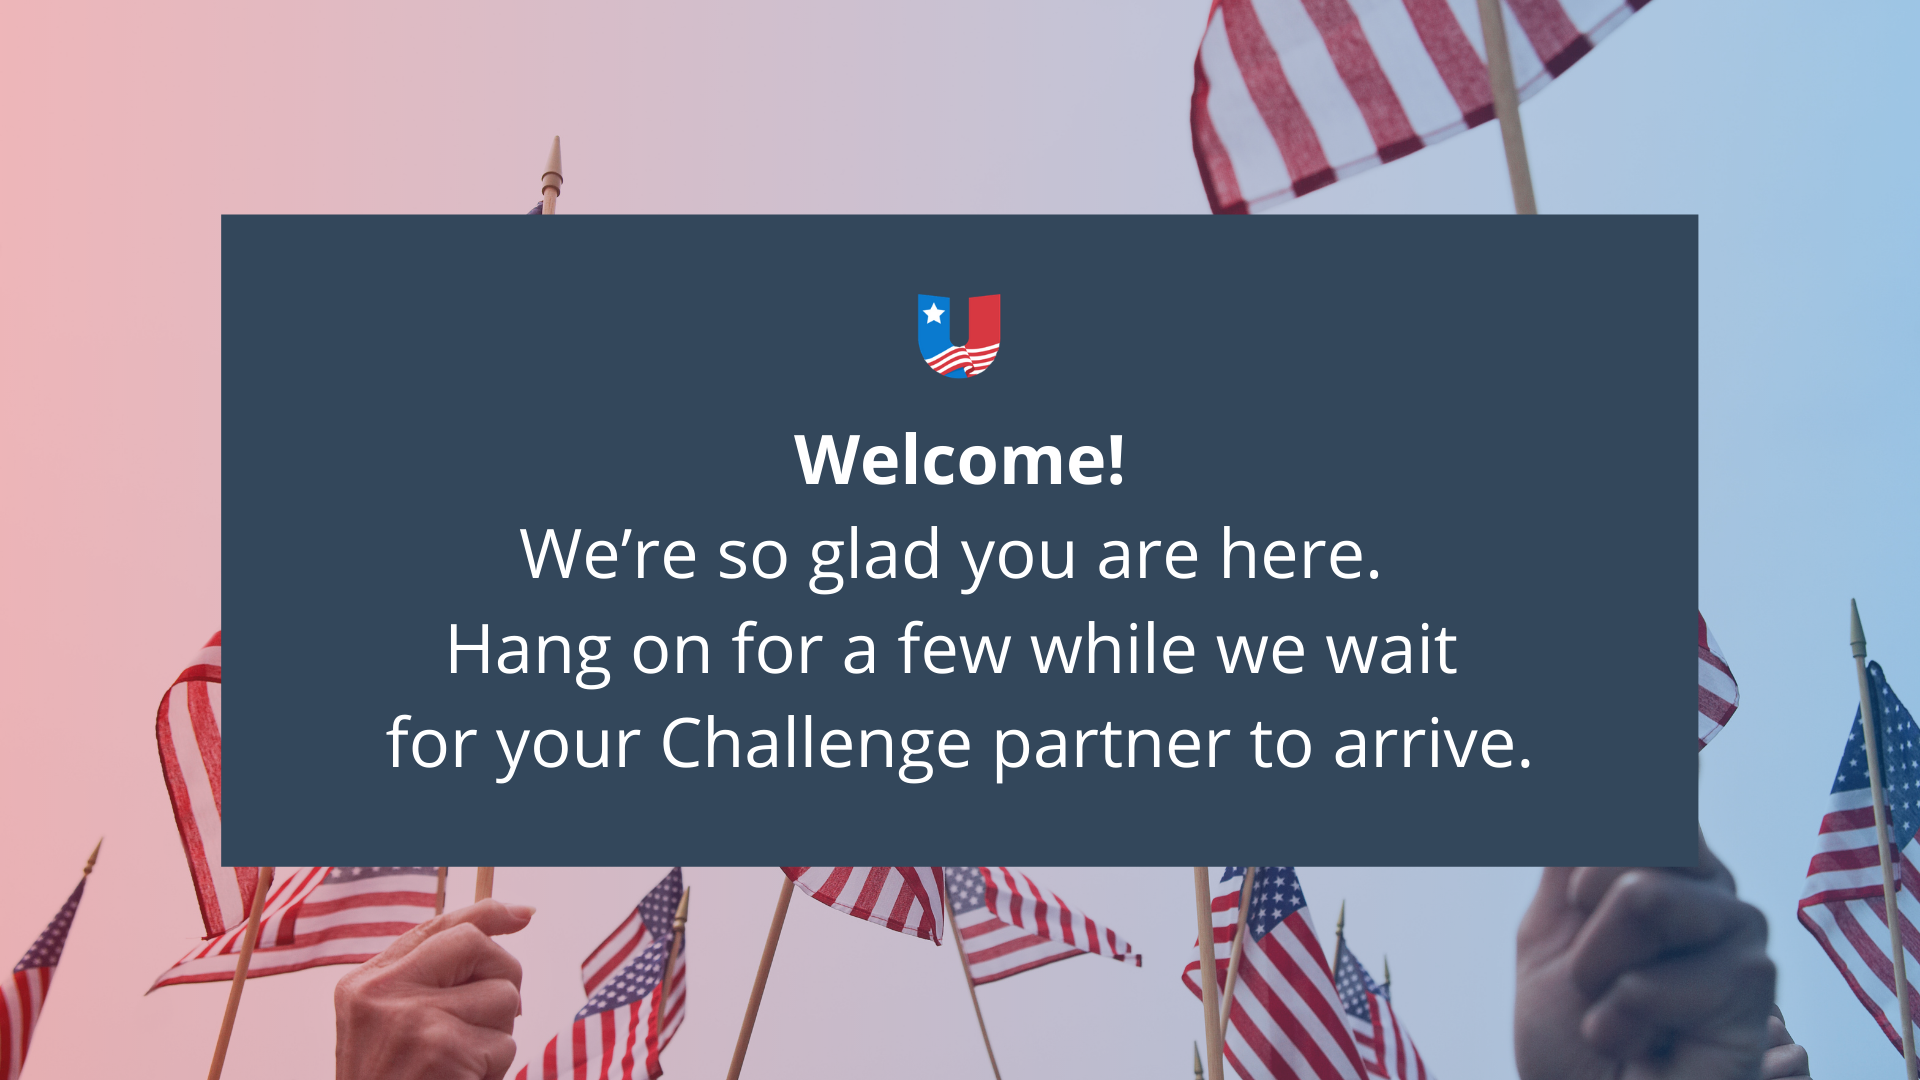 Welcome!
We’re so glad you are here.
Hang on for a few while we wait
for your Challenge partner to arrive.